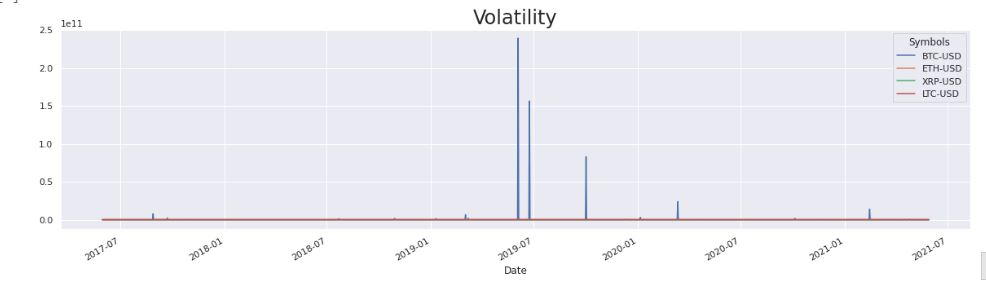 Volatility
1e11
2.5
2.0
1.5
1.0
0.5
0.0
Symbols
BTC-USD
ETH-USD
XRP-USD
LTC-USD
2017-07
2018-01
2018-07
2019-01
2019-07
2020-01
2020-07
2021-01
2021-07
Date